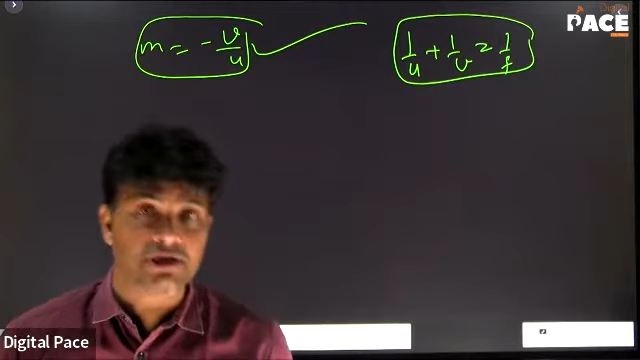 m = - v/u
1/u + 1/v = 1/f
Digital
PACE
Digital Pace